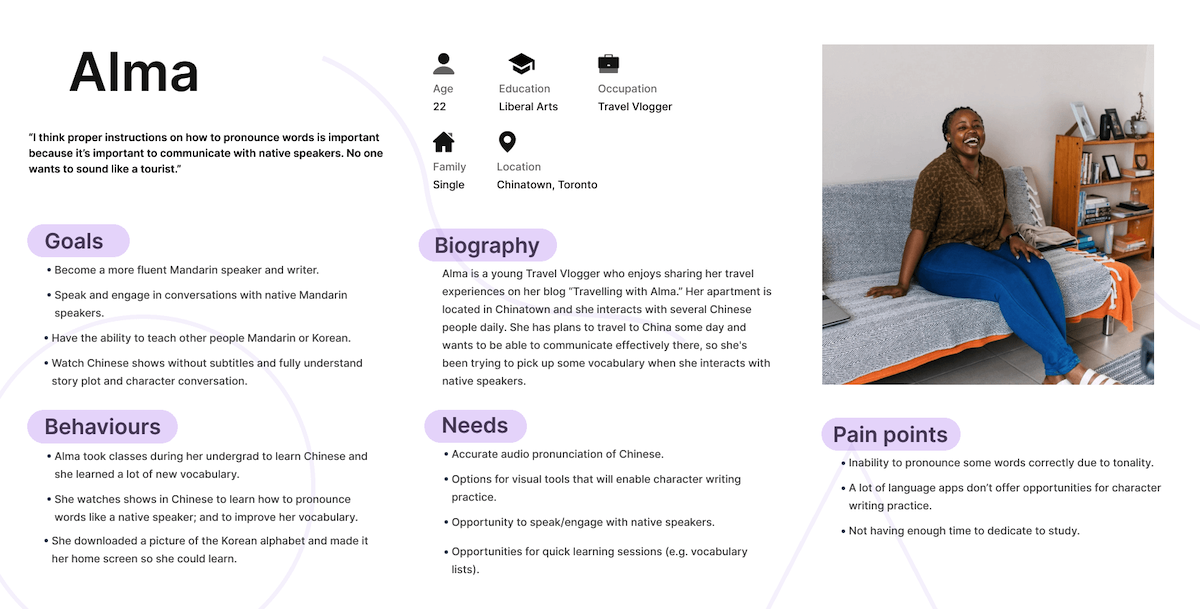 Alma
“I think proper instructions on how to pronounce words is important
because it’s important to communicate with native speakers. No one
wants to sound like a tourist.”
Age
22
Education
Liberal Arts
Occupation
Travel Vlogger
Family
Single
Location
Chinatown, Toronto
Goals
• Become a more fluent Mandarin speaker and writer.
• Speak and engage in conversations with native Mandarin
speakers.
• Have the ability to teach other people Mandarin or Korean.
• Watch Chinese shows without subtitles and fully understand
story plot and character conversation.
Behaviours
• Alma took classes during her undergrad to learn Chinese and
she learned a lot of new vocabulary.
• She watches shows in Chinese to learn how to pronounce
words like a native speaker; and to improve her vocabulary.
• She downloaded a picture of the Korean alphabet and made it
her home screen so she could learn.
Biography
Alma is a young Travel Vlogger who enjoys sharing her travel
experiences on her blog “Travelling with Alma.” Her apartment is
located in Chinatown and she interacts with several Chinese
people daily. She has plans to travel to China some day and
wants to be able to communicate effectively there, so she's
been trying to pick up some vocabulary when she interacts with
native speakers.
Needs
• Accurate audio pronunciation of Chinese.
• Options for visual tools that will enable character writing
practice.
• Opportunity to speak/engage with native speakers.
• Opportunities for quick learning sessions (e.g. vocabulary
lists).
Pain points
• Inability to pronounce some words correctly due to tonality.
• A lot of language apps don’t offer opportunities for character
writing practice.
• Not having enough time to dedicate to study.